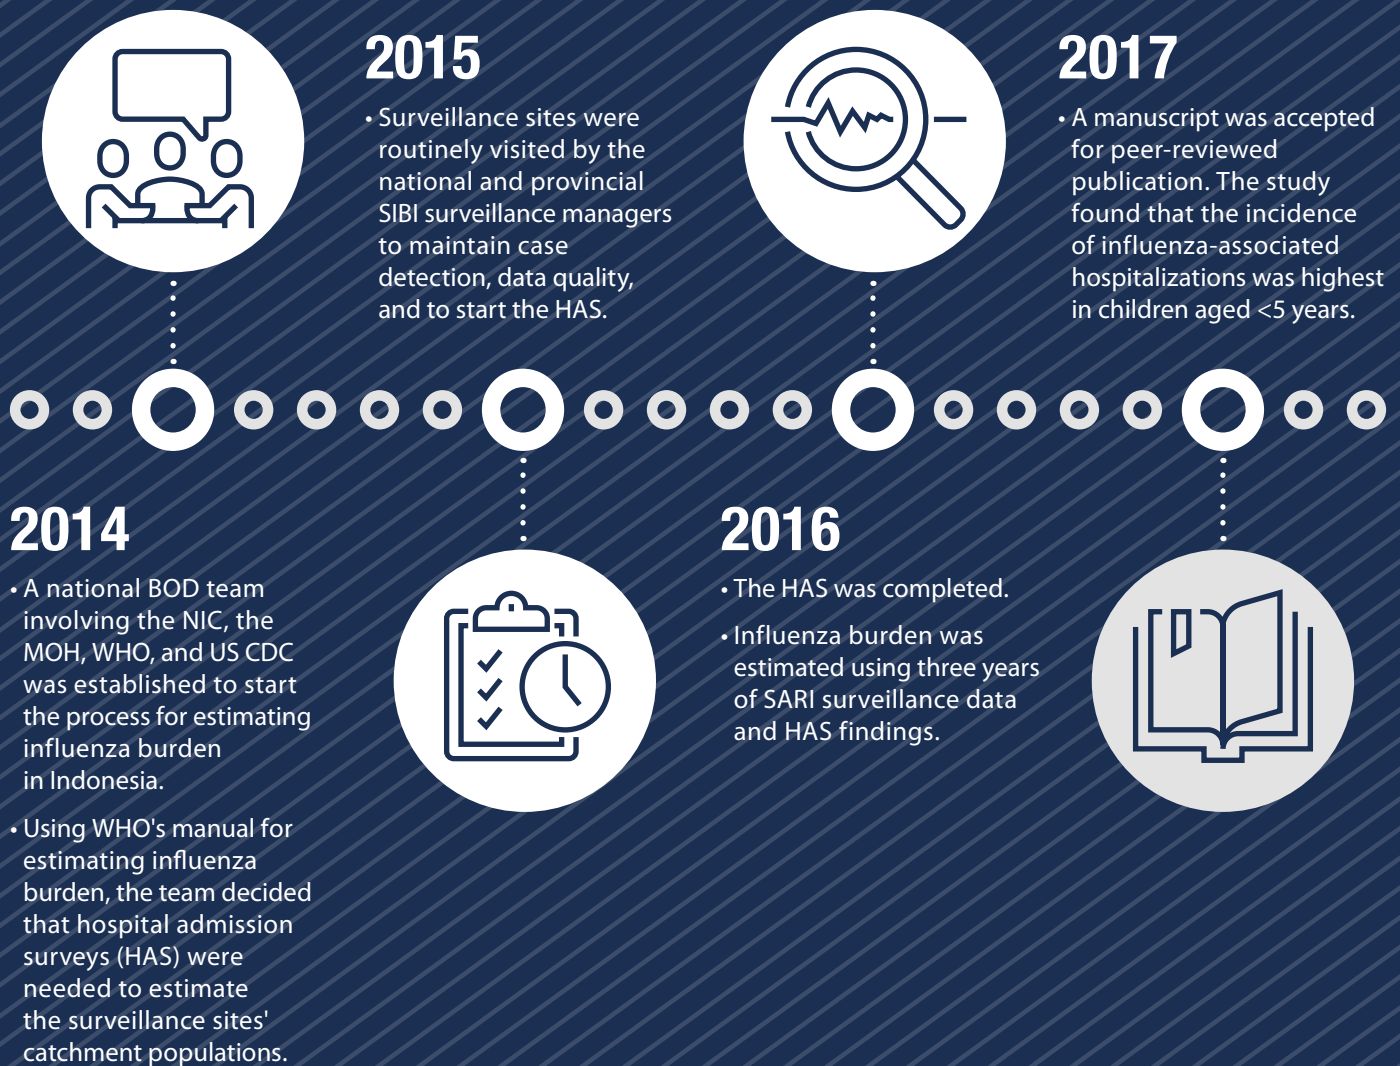 2014
• A national BOD team
involving the NIC, the
MOH, WHO, and US CDC
was established to start
the process for estimating
influenza burden
in Indonesia.
• Using WHO's manual for
estimating influenza
burden, the team decided
that hospital admission
surveys (HAS) were
needed to estimate
the surveillance sites'
catchment populations.
2015
• Surveillance sites were
routinely visited by the
national and provincial
SIBI surveillance managers
to maintain case
detection, data quality,
and to start the HAS.
2016
• The HAS was completed.
• Influenza burden was
estimated using three years
of SARI surveillance data
and HAS findings.
2017
• A manuscript was accepted
for peer-reviewed
publication. The study
found that the incidence
of influenza-associated
hospitalizations was highest
in children aged <5 years.